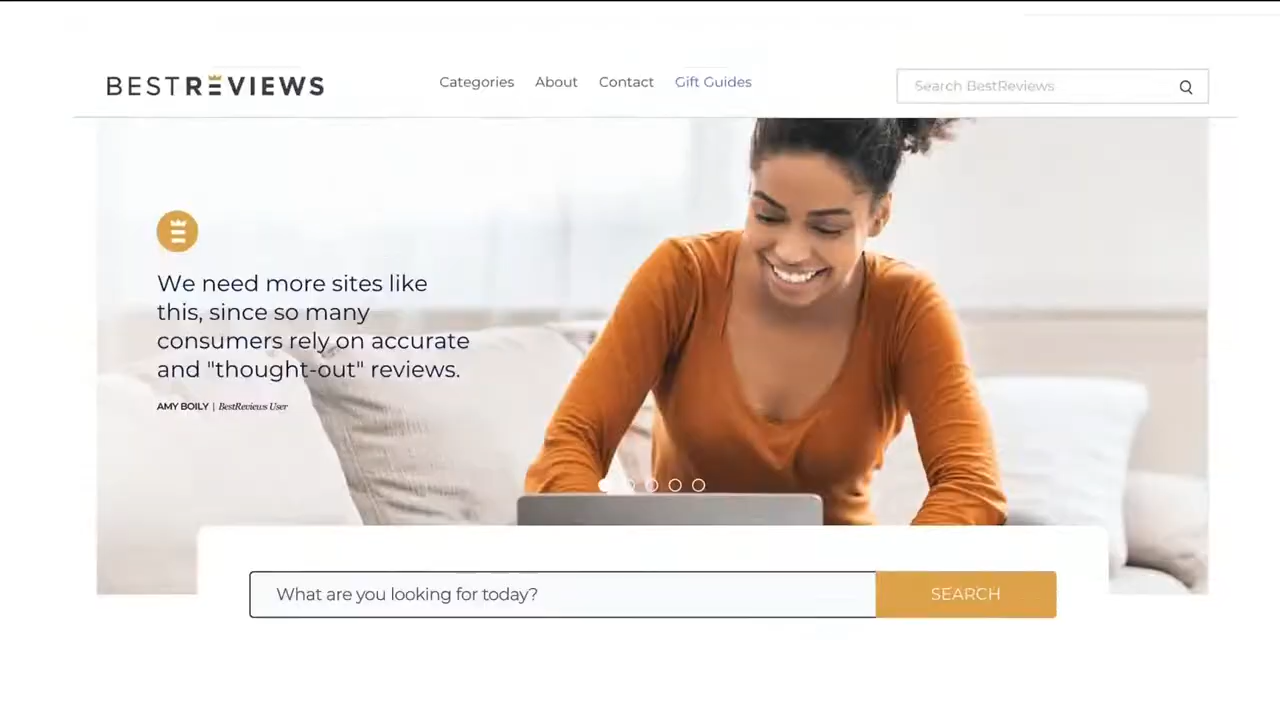 BESTREVIEWS
Categories About Contact Gift Guides
Search BestReviews
We need more sites like
this, since so many
consumers rely on accurate
and "thought-out" reviews.
AMY BOILY | BestReviews User
What are you looking for today?
SEARCH